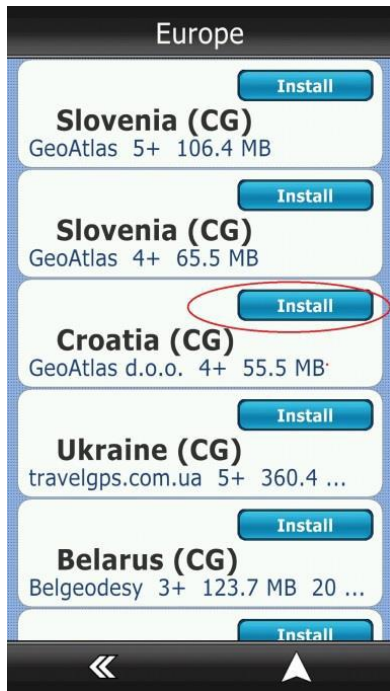 Europe
Install
Slovenia (CG)
GeoAtlas 5+ 106.4 MB
Install
Slovenia (CG)
GeoAtlas 4+ 65.5 MB
Install
Croatia (CG)
GeoAtlas d.o.o. 4+ 55.5 MB
Install
Ukraine (CG)
travelgps.com.ua 5+ 360.4 ...
Install
Belarus (CG)
Belgeodesy 3+ 123.7 MB 20 ...
Install